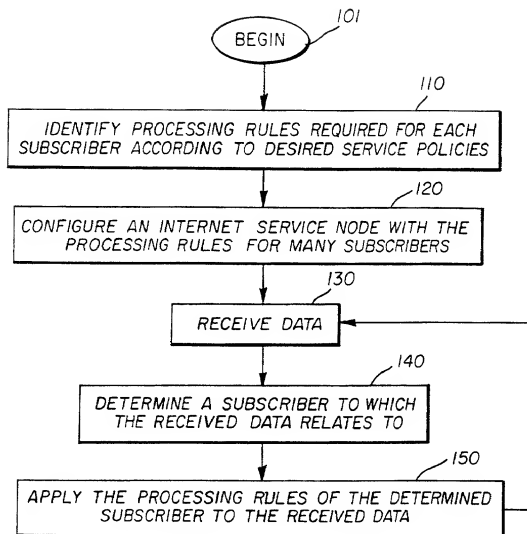 101
BEGIN
110
IDENTIFY PROCESSING RULES REQUIRED FOR EACH
SUBSCRIBER ACCORDING TO DESIRED SERVICE POLICIES
120
CONFIGURE AN INTERNET SERVICE NODE WITH THE
PROCESSING RULES FOR MANY SUBSCRIBERS
130
RECEIVE DATA
140
DETERMINE A SUBSCRIBER TO WHICH
THE RECEIVED DATA RELATES TO
150
APPLY THE PROCESSING RULES OF THE DETERMINED
SUBSCRIBER TO THE RECEIVED DATA